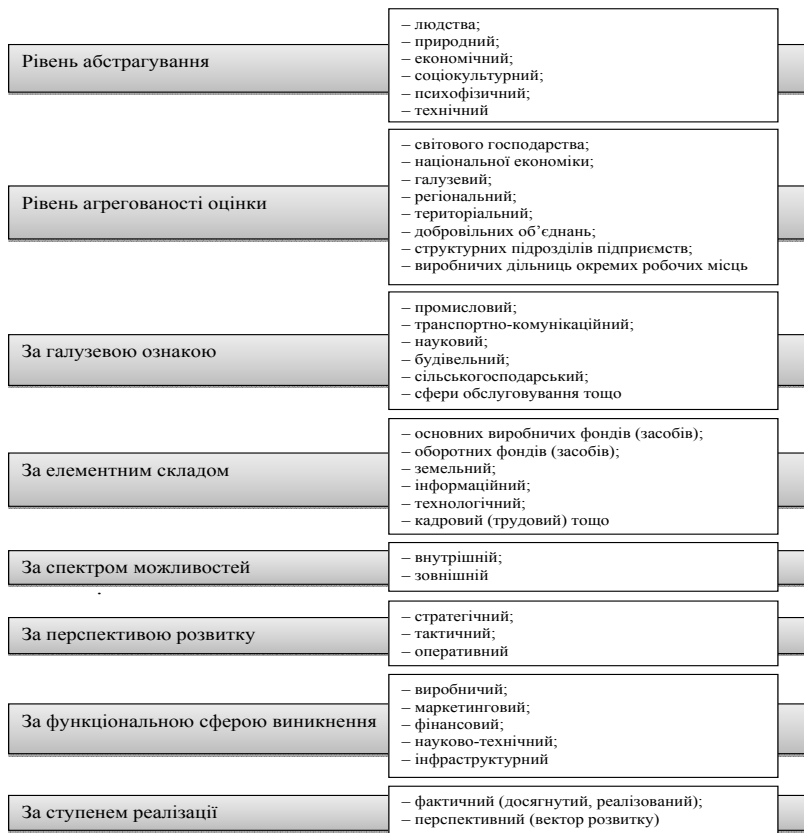 Рівень абстрагування
– людства;
– природний;
– економічний;
– соціокультурний;
– психофізичний;
– технічний
Рівень агрегованості оцінки
– світового господарства;
– національної економіки;
– галузевий;
– регіональний;
– територіальний;
– добровільних об’єднань;
– структурних підрозділів підприємств;
– виробничих дільниць окремих робочих місць
За галузевою ознакою
– промисловий;
– транспортно-комунікаційний;
– науковий;
– будівельний;
– сільськогосподарський;
– сфери обслуговування тощо
За елементним складом
– основних виробничих фондів (засобів);
– оборотних фондів (засобів);
– земельний;
– інформаційний;
– технологічний;
– кадровий (трудовий) тощо
За спектром можливостей
– внутрішній;
– зовнішній
За перспективою розвитку
– стратегічний;
– тактичний;
– оперативний
За функціональною сферою виникнення
– виробничий;
– маркетинговий;
– фінансовий;
– науково-технічний;
– інфраструктурний
За ступенем реалізації
– фактичний (досягнутий, реалізований);
– перспективний (вектор розвитку)